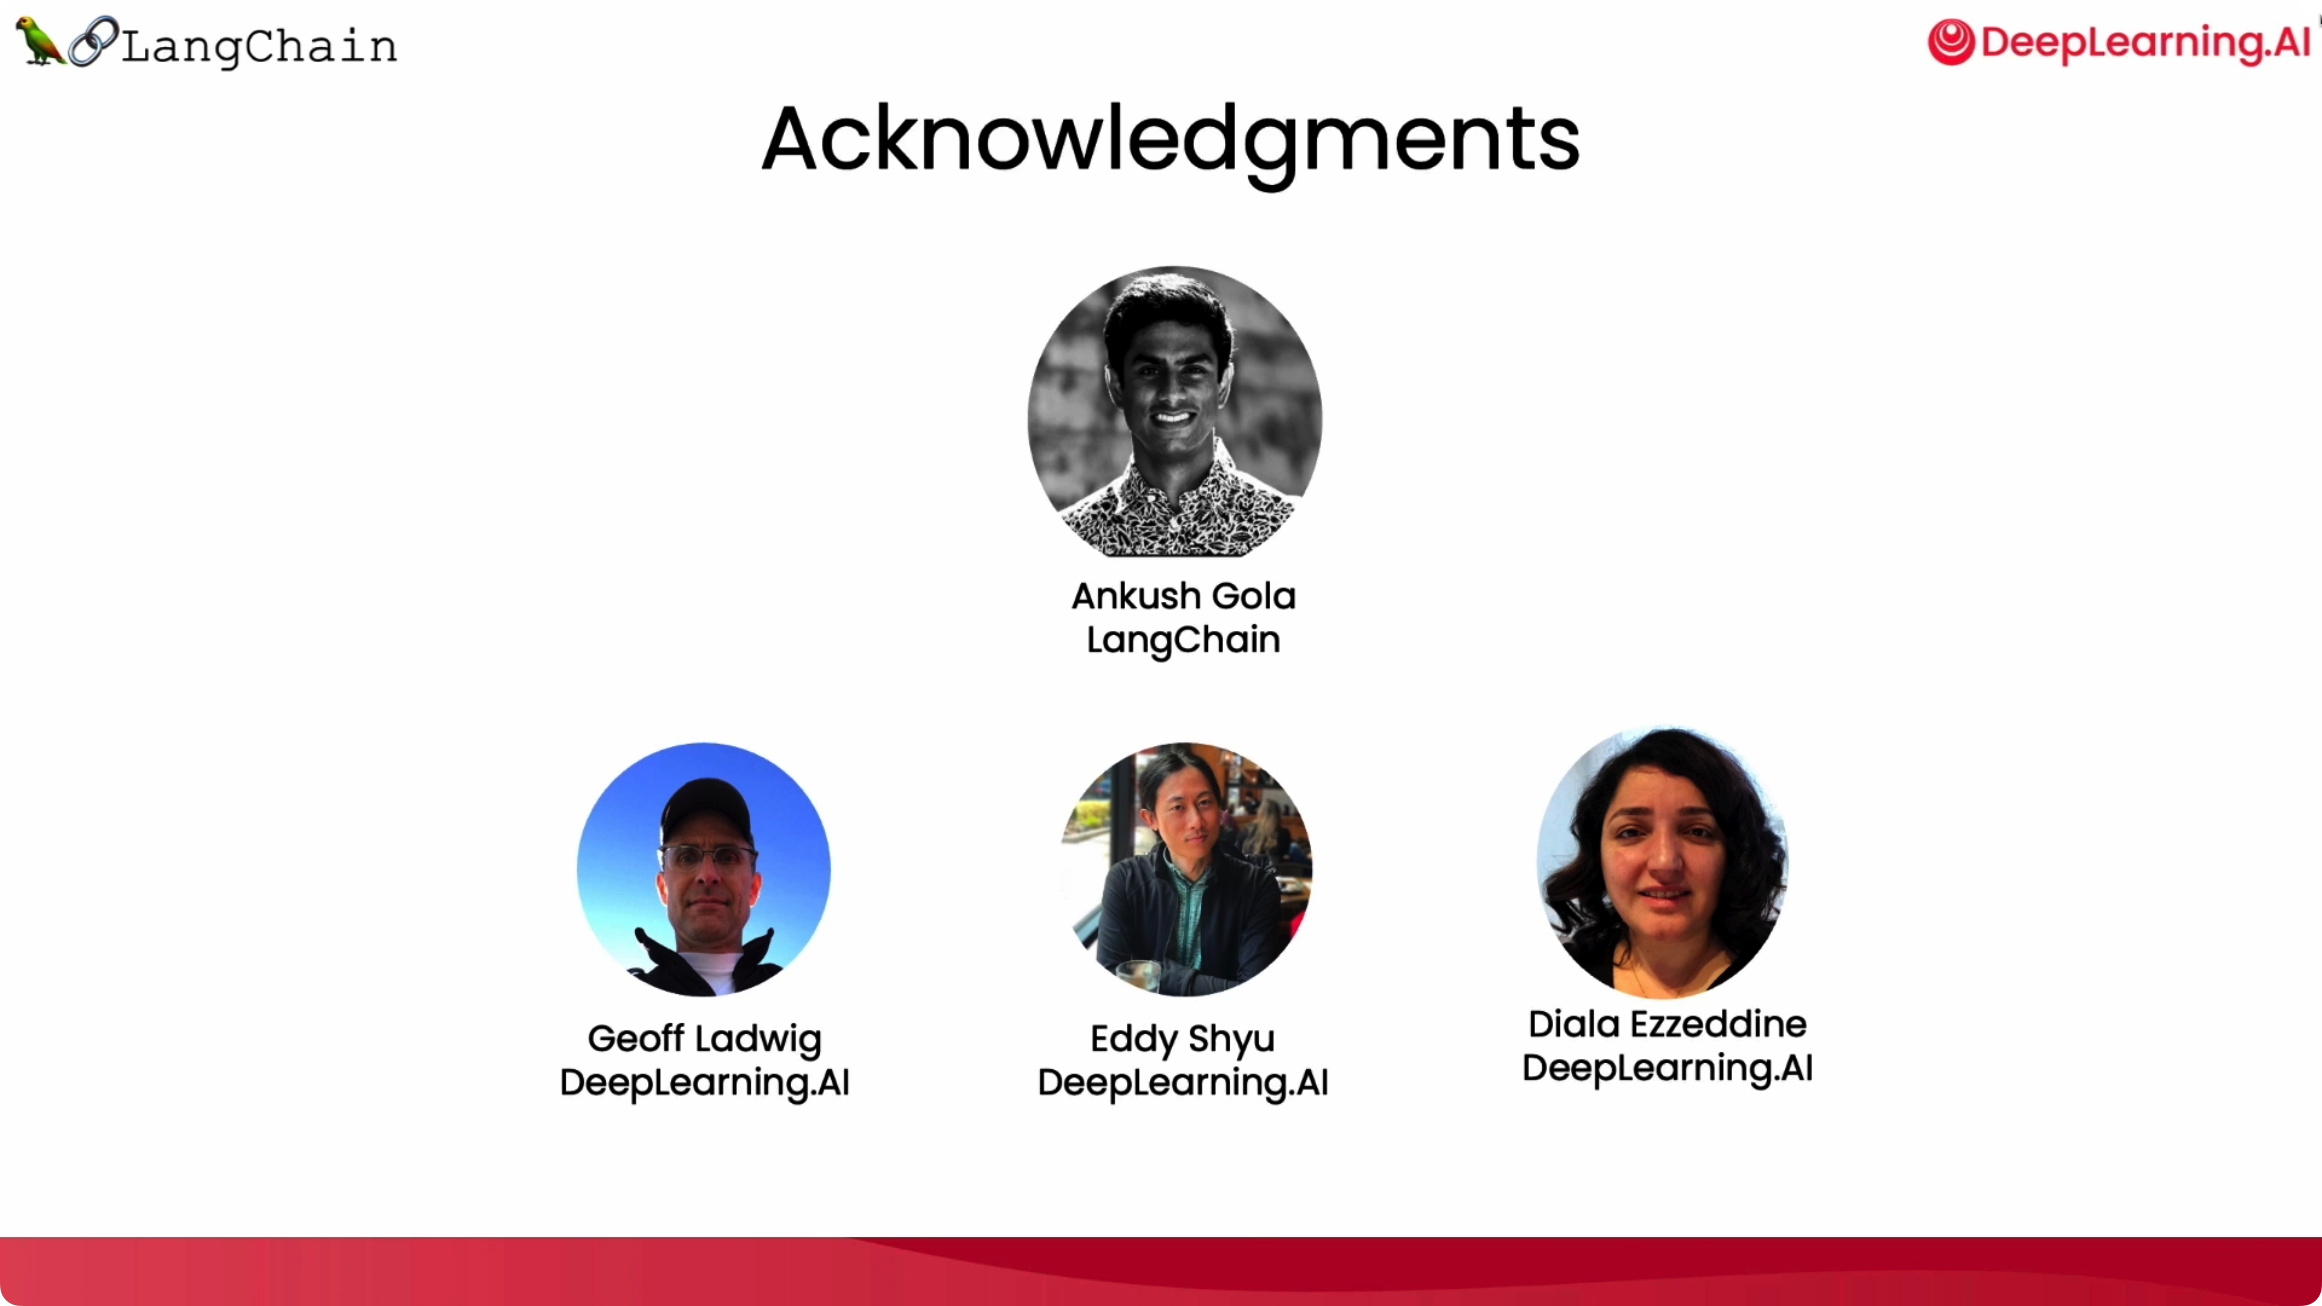 LangChain
DeepLearning.AI
Acknowledgments
Ankush Gola
LangChain
Geoff Ladwig
DeepLearning.AI
Eddy Shyu
DeepLearning.AI
Diala Ezzeddine
DeepLearning.AI